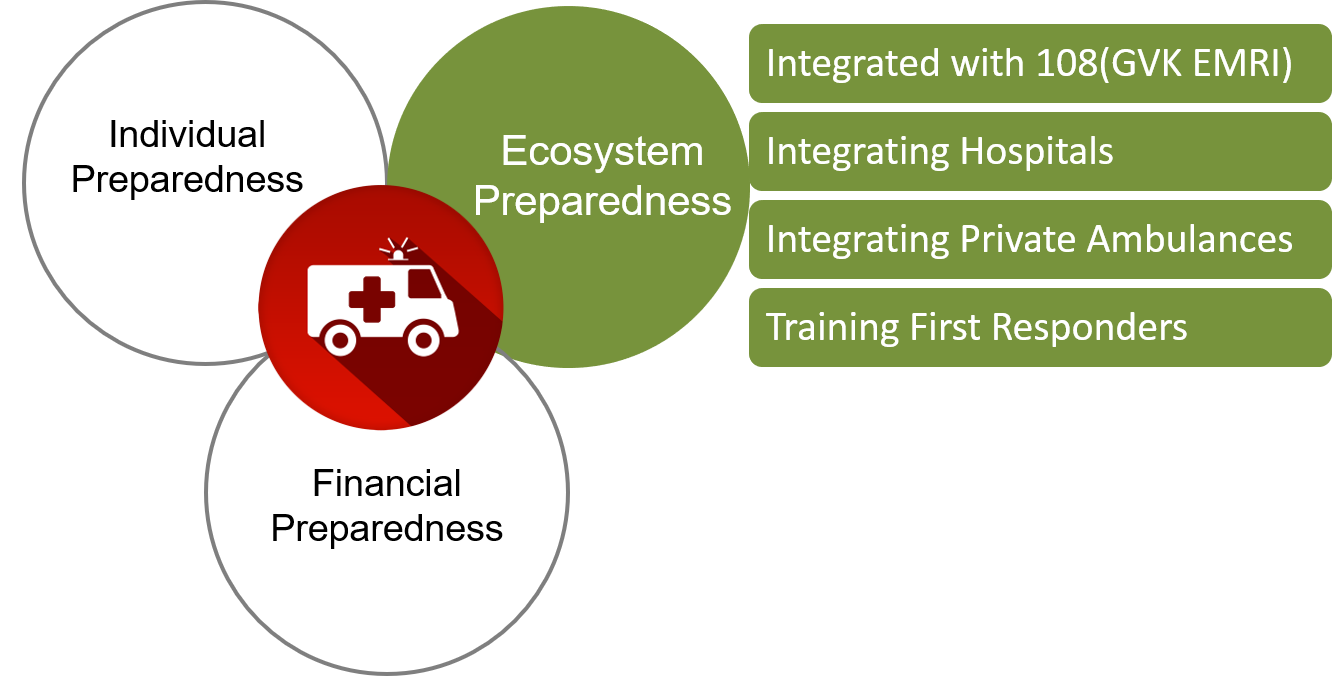 Individual
Preparedness
Ecosystem
Preparedness
Integrated with 108(GVK EMRI)
Integrating Hospitals
Integrating Private Ambulances
Training First Responders
Financial
Preparedness